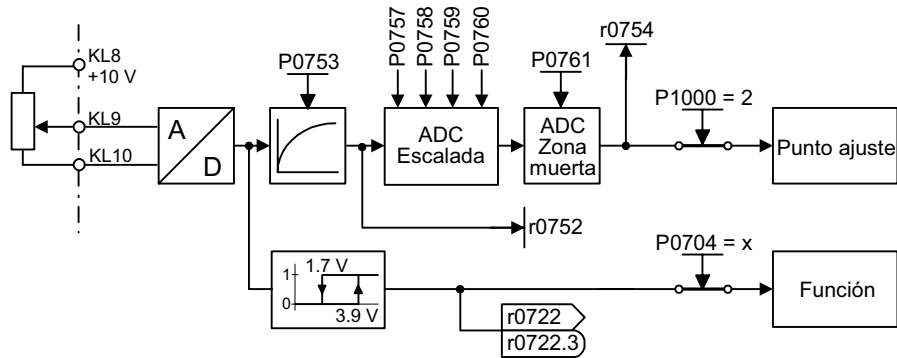 P0757
P0758
P0759
P0760
r0754
KL8
+10 V
P0753
P0761
P1000 = 2
KL9
KL10
A
D
ADC
Escalada
ADC
Zona
muerta
Punto ajuste
r0752
P0704 = x
1
0
1.7 V
3.9 V
Función
r0722
r0722.3